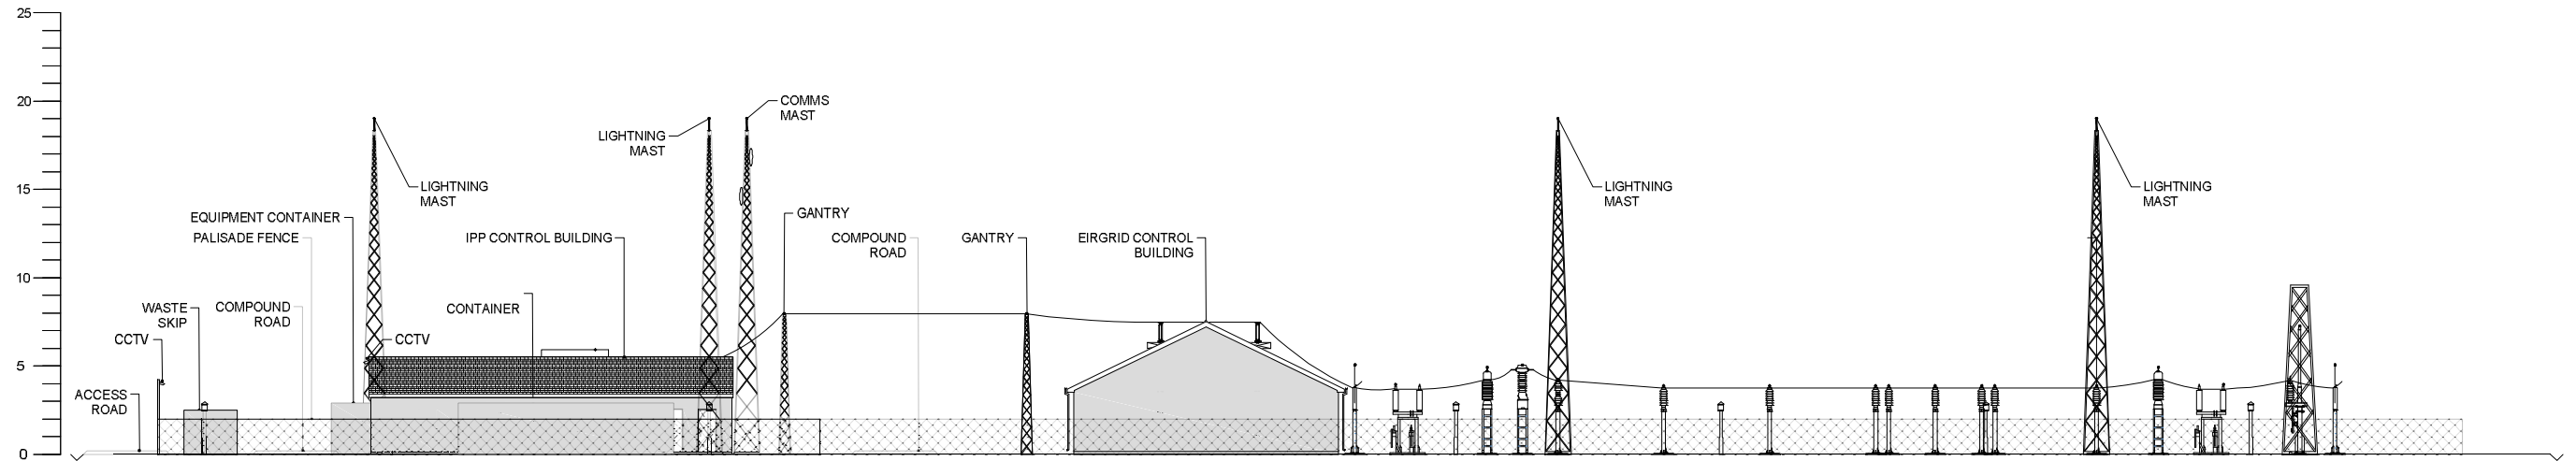 25
20
15
10
5
0
COMMS
MAST
LIGHTNING
MAST
LIGHTNING
MAST
EQUIPMENT CONTAINER
PALISADE FENCE
IPP CONTROL BUILDING
GANTRY
COMPOUND
ROAD
GANTRY
EIRGRID CONTROL
BUILDING
LIGHTNING
MAST
LIGHTNING
MAST
WASTE
SKIP
COMPOUND
ROAD
CONTAINER
CCTV
CCTV
ACCESS
ROAD